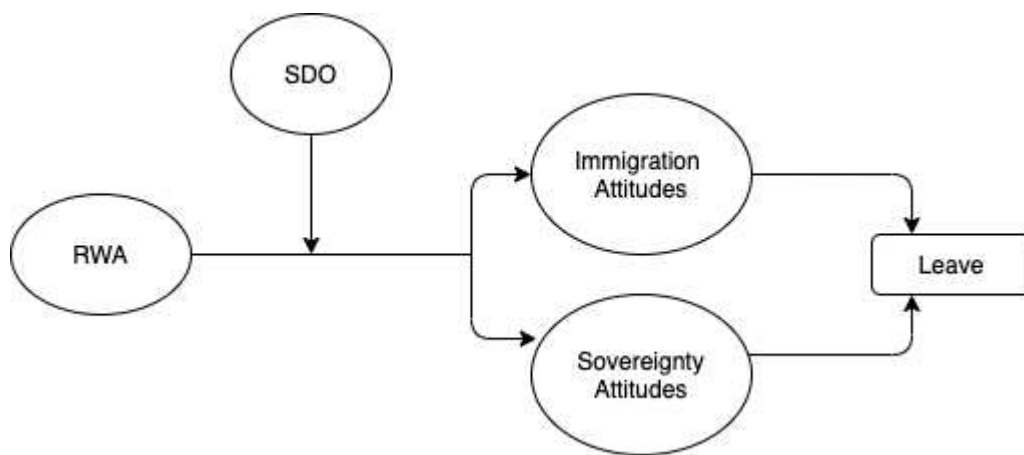 SDO
RWA
Immigration
Attitudes
Leave
Sovereignty
Attitudes